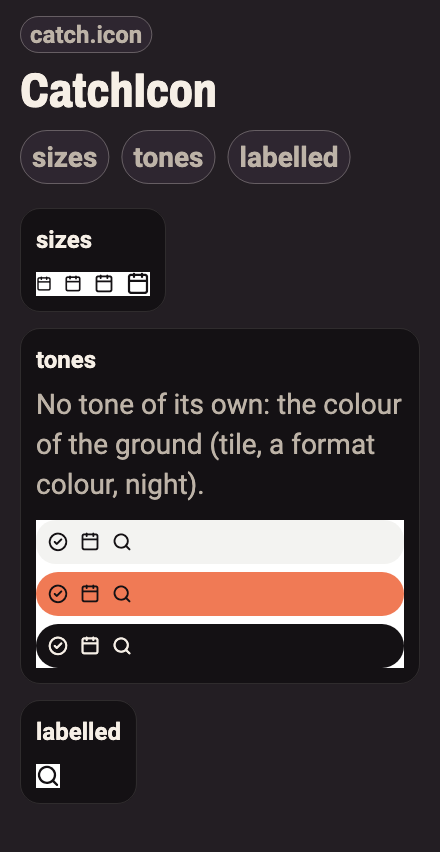 catch.icon
CatchIcon
sizes tones labelled
sizes
tones
No tone of its own: the colour
of the ground (tile, a format
colour, night).
labelled